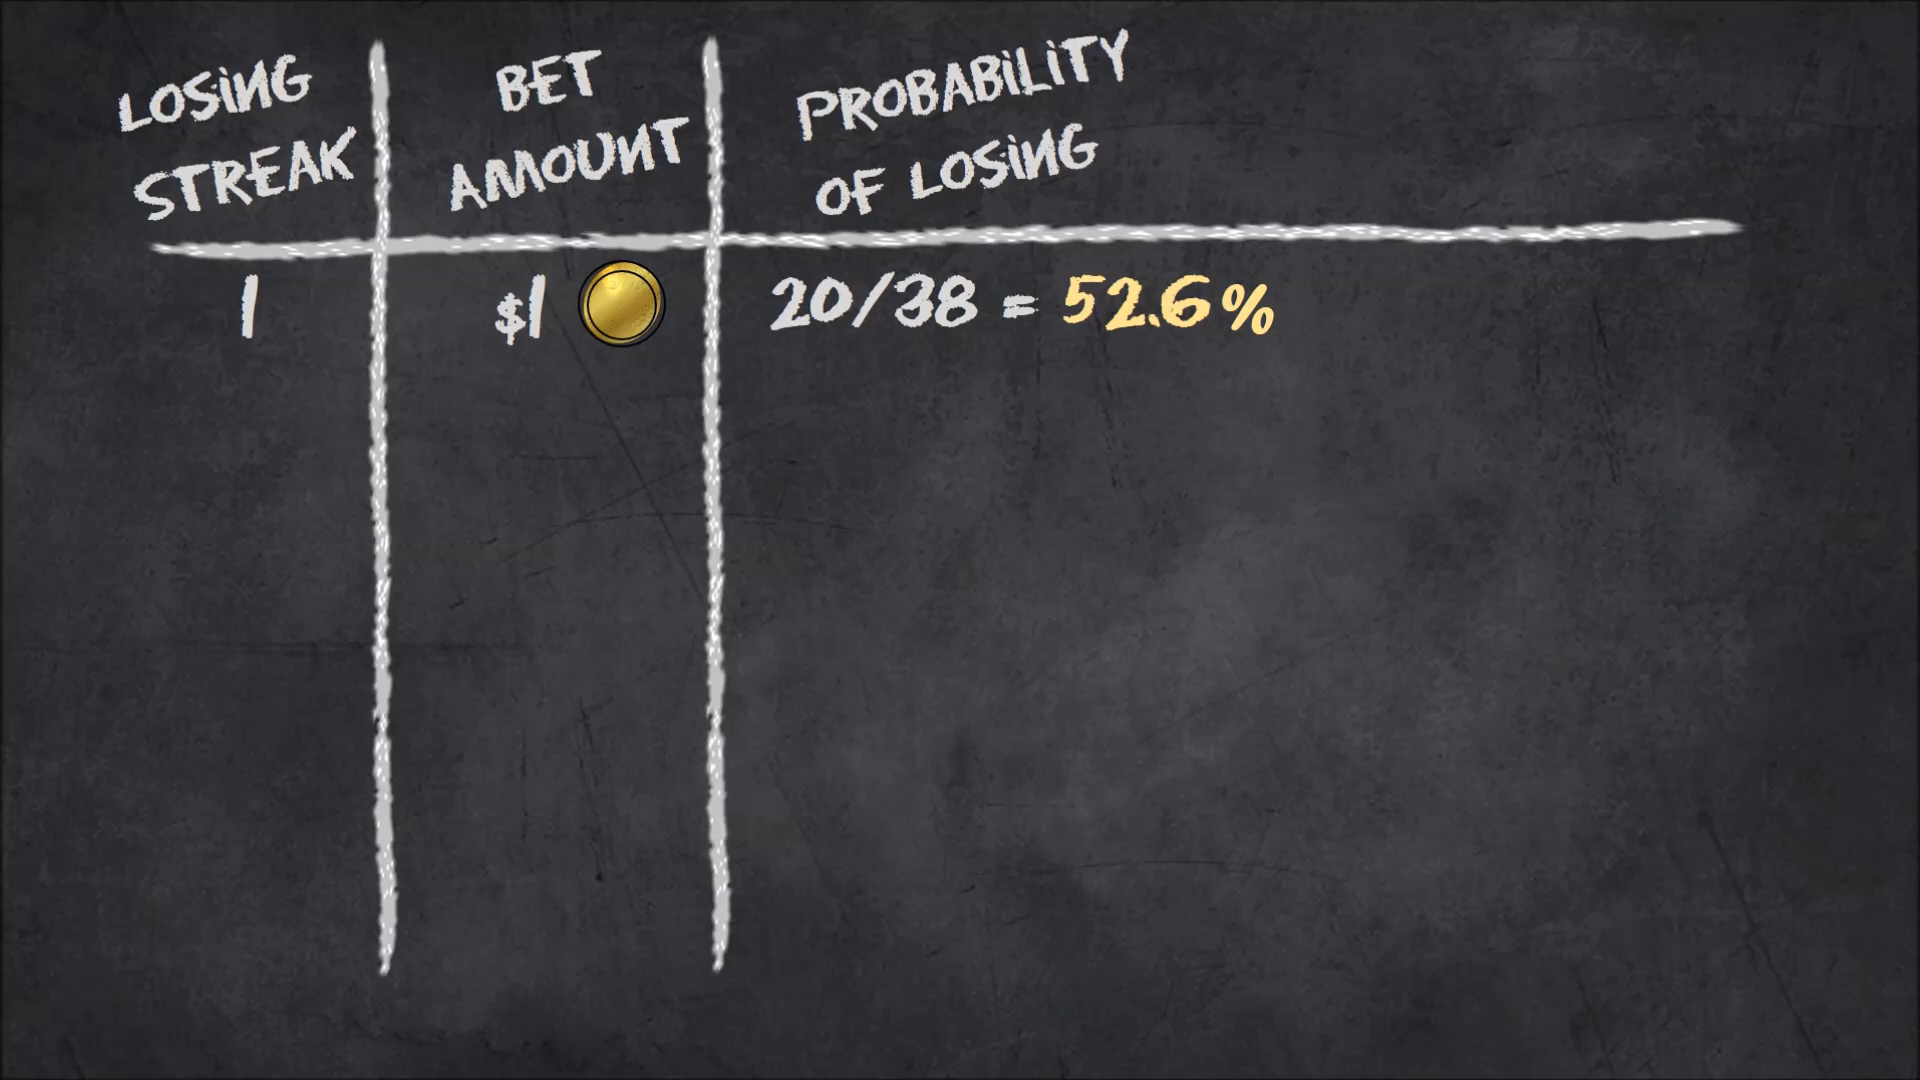 LOSING
STREAK
BET
AMOUNT
PROBABILITY
OF LOSING
1
$1
20/38 = 52.6%